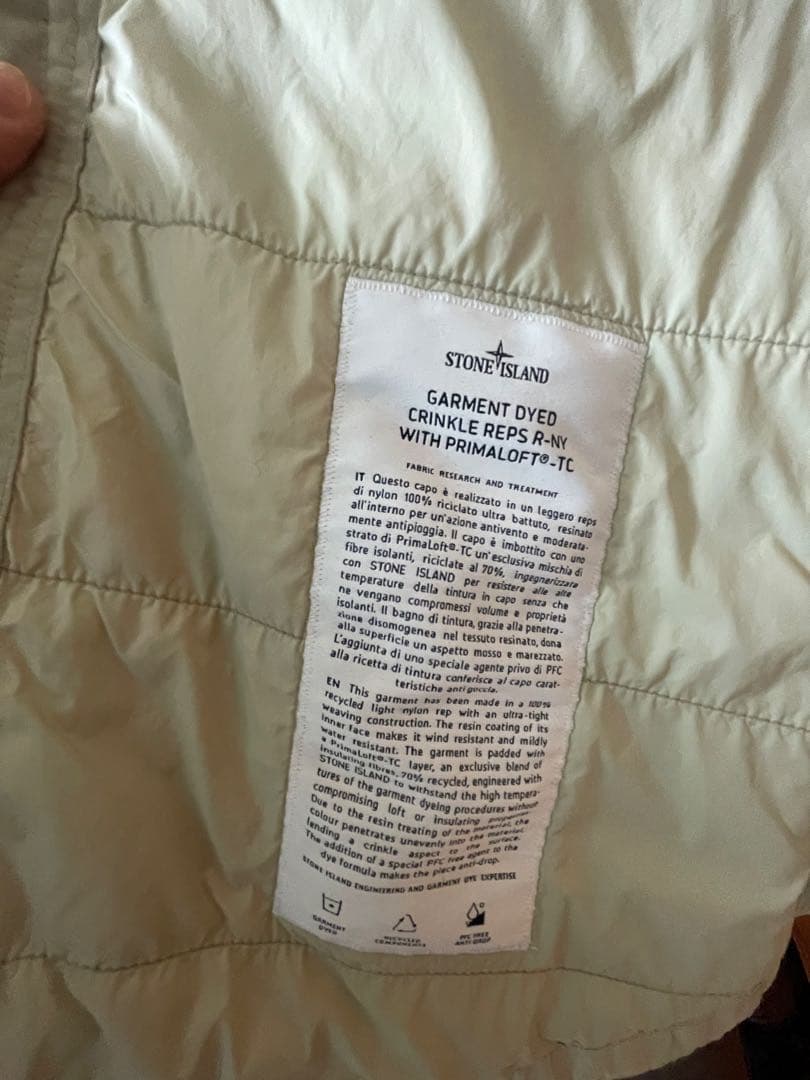 STONE ISLAND
GARMENT DYED
CRINKLE REPS R-NY
WITH PRIMALOFT®-TC
FABRIC RESEARCH AND TREATMENT
IT Questo capo è realizzato in un leggero reps
di nylon 100% riciclato ultra battuto, resinato
all'interno per un'azione antivento e moderata-
mente antipioggia. Il capo è imbottito con uno
strato di PrimaLoft®-TC un'esclusiva mischia di
fibre isolanti, riciclate al 70%, ingegnerizzata
con STONE ISLAND per resistere alle alte
temperature della tintura in capo senza che
ne vengano compromessi volume e proprietà
isolanti. Il bagno di tintura, grazie alla penetra-
zione disomogenea nel tessuto resinato, dona
alla superficie un aspetto mosso e marezzato.
L'aggiunta di uno speciale agente privo di PFC
alla ricetta di tintura conferisce al capo carat-
teristiche antigoccia.
EN This garment has been made in a 100%
recycled light nylon rep with an ultra-tight
weaving construction. The resin coating of its
inner face makes it wind resistant and mildly
water resistant. The garment is padded with
a PrimaLoft®-TC layer, an exclusive blend of
insulating fibres, 70% recycled, engineered with
STONE ISLAND to withstand the high tempera-
tures of the garment dyeing procedures without
compromising loft or insulating properties.
Due to the resin treating of the material, the
colour penetrates unevenly into the material,
lending a crinkle aspect to the surface.
The addition of a special PFC free agent to the
dye formula makes the piece anti-drop.
STONE ISLAND ENGINEERING AND GARMENT DYE EXPERTISE
GARMENT
DYED
RECYCLED
COMPONENTS
PFC FREE
ANTI DROP